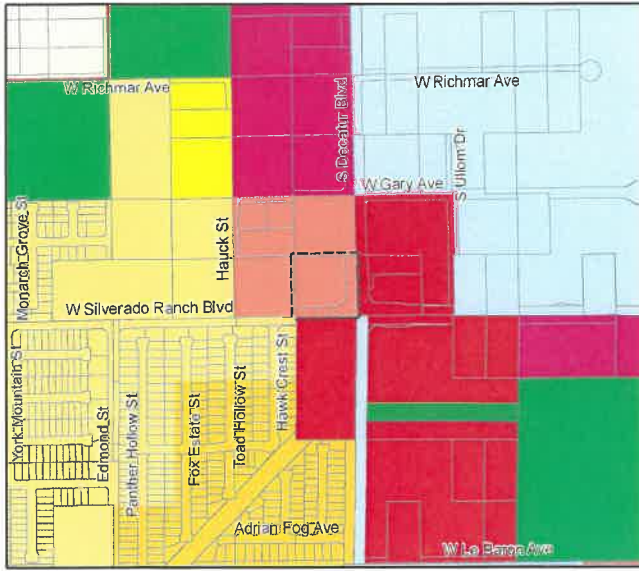 W Richmar Ave
W Richmar Ave
S Decatur Blvd
S Ullom Dr
W Gary Ave
Monarch Grove St
Hauck St
W Silverado Ranch Blvd
York Mountain St
Edmond St
Panther Hollow St
Fox Estate St
Toad Hollow St
Hawk Crest St
Adrian Fog Ave
W Le Baron Ave